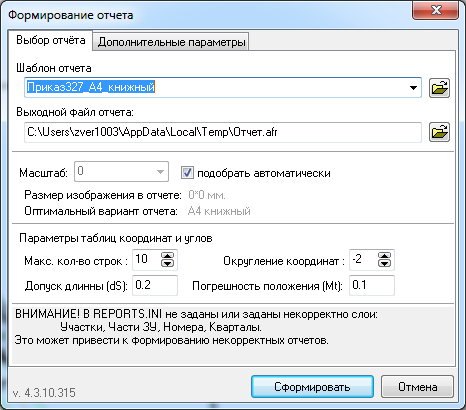 Формирование отчета
Выбор отчёта Дополнительные параметры
Шаблон отчета
Приказ327_А4_книжный
Выходной файл отчета:
C:\Users\zver1003\AppData\Local\Temp\Отчет.afr
Масштаб: 0 подобрать автоматически
Размер изображения в отчете: 0*0 мм.
Оптимальный вариант отчета: А4 книжный
Параметры таблиц координат и углов
Макс. кол-во строк : 10 Округление координат : -2
Допуск длинны (dS): 0.2 Погрешность положения (Mt): 0.1
ВНИМАНИЕ! В REPORTS.INI не заданы или заданы некорректно слои:
Участки, Части ЗУ, Номера, Кварталы.
Это может привести к формированию некорректных отчетов.
v. 4.3.10.315 Сформировать Отмена